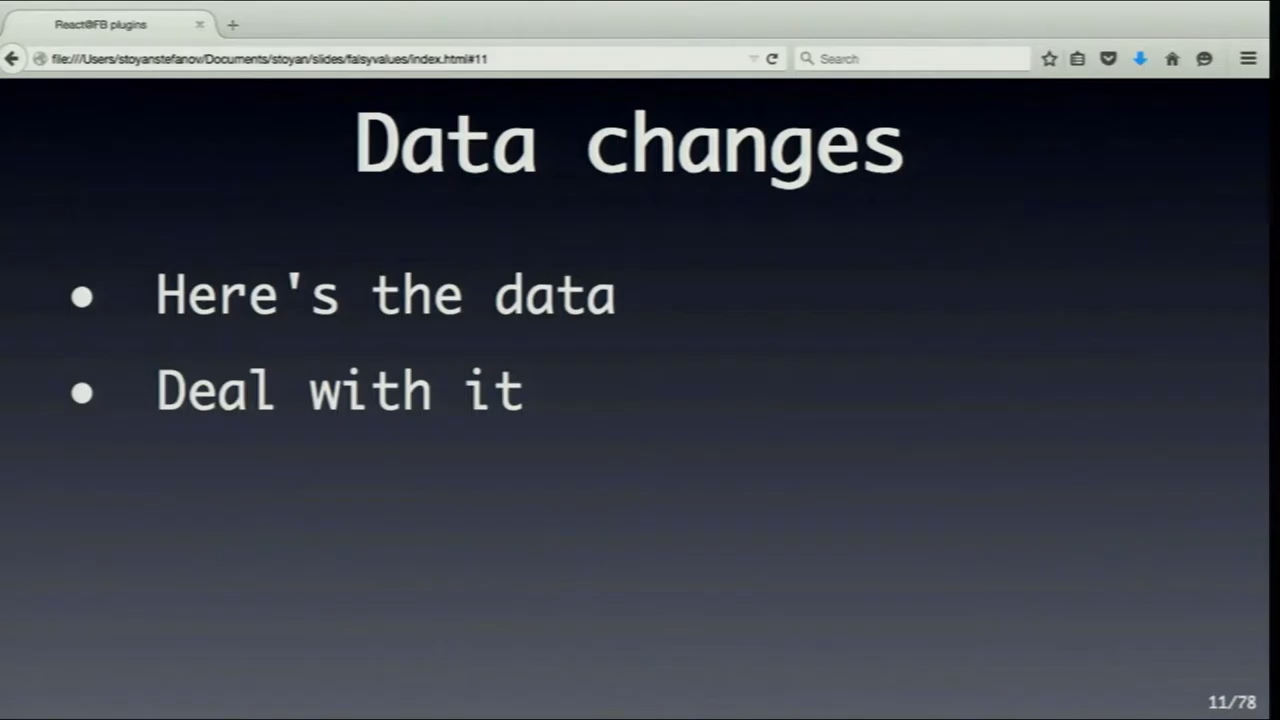 React@FB plugins
file:///Users/stoyanstefanov/Documents/stoyan/slides/falsyvalues/index.html#11
Search
Data changes
Here's the data
Deal with it
11/78